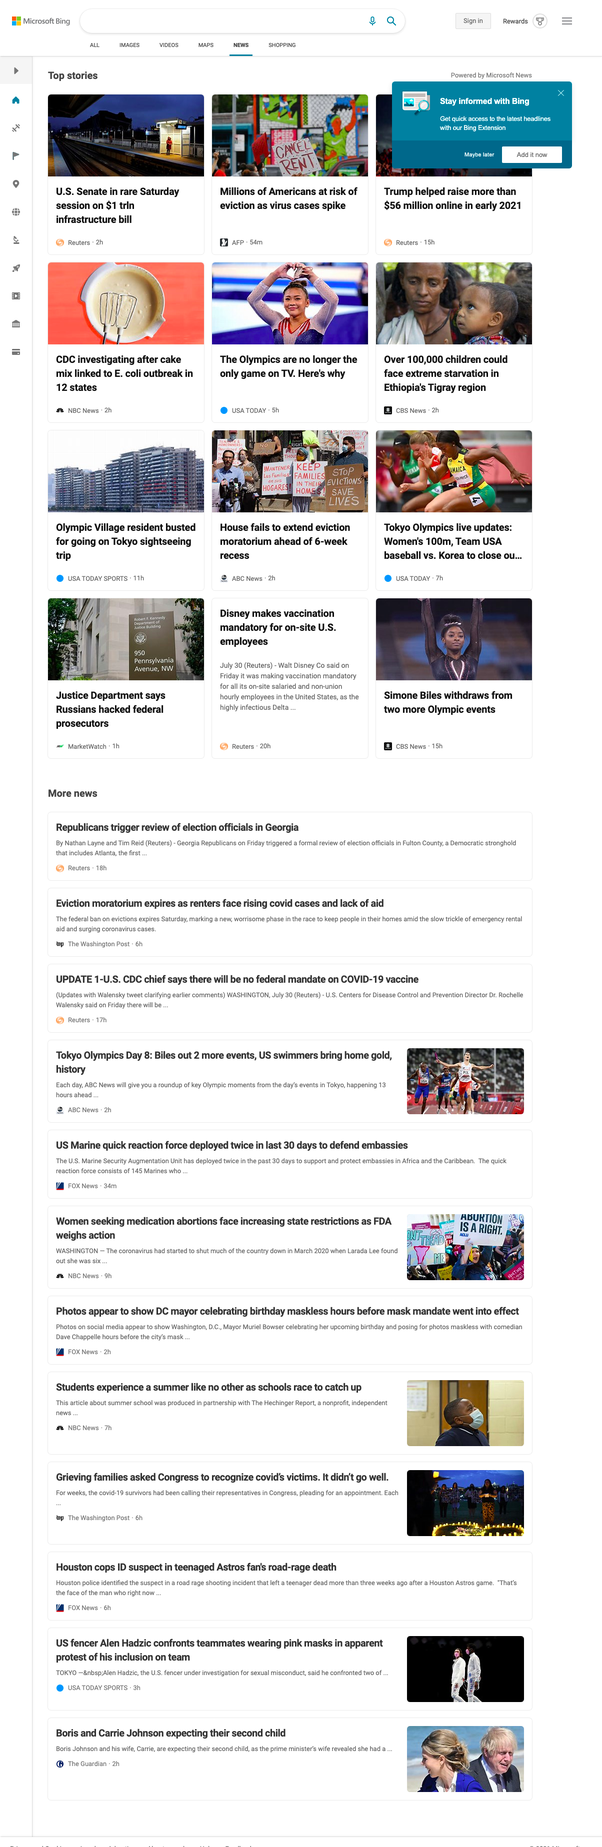 Microsoft Bing
Sign in
Rewards
ALL
IMAGES
VIDEOS
MAPS
NEWS
SHOPPING
Top stories
Powered by Microsoft News
Stay informed with Bing
Get quick access to the latest headlines
with our Bing Extension
Maybe later
Add it now
CANCEL
RENT
U.S. Senate in rare Saturday
session on $1 trln
infrastructure bill
Reuters · 2h
Millions of Americans at risk of
eviction as virus cases spike
AFP · 54m
Trump helped raise more than
$56 million online in early 2021
Reuters · 15h
CDC investigating after cake
mix linked to E. coli outbreak in
12 states
NBC News · 2h
The Olympics are no longer the
only game on TV. Here's why
USA TODAY · 5h
Over 100,000 children could
face extreme starvation in
Ethiopia's Tigray region
CBS News · 2h
KEEP
FAMILIES
IN THEIR
HOMES
STOP
EVICTIONS
SAVE
LIVES
JAMAICA
Olympic Village resident busted
for going on Tokyo sightseeing
trip
USA TODAY SPORTS · 11h
House fails to extend eviction
moratorium ahead of 6-week
recess
ABC News · 2h
Tokyo Olympics live updates:
Women's 100m, Team USA
baseball vs. Korea to close ou...
USA TODAY · 7h
950
Pennsylvania
Avenue, NW
Justice Department says
Russians hacked federal
prosecutors
MarketWatch · 1h
Disney makes vaccination
mandatory for on-site U.S.
employees
July 30 (Reuters) - Walt Disney Co said on
Friday it was making vaccination mandatory
for all its on-site salaried and non-union
hourly employees in the United States, as the
highly infectious Delta ...
Reuters · 20h
Simone Biles withdraws from
two more Olympic events
CBS News · 15h
More news
Republicans trigger review of election officials in Georgia
By Nathan Layne and Tim Reid (Reuters) - Georgia Republicans on Friday triggered a formal review of election officials in Fulton County, a Democratic stronghold
that includes Atlanta, the first ...
Reuters · 18h
Eviction moratorium expires as renters face rising covid cases and lack of aid
The federal ban on evictions expires Saturday, marking a new, worrisome phase in the race to keep people in their homes amid the slow trickle of emergency rental
aid and surging coronavirus cases.
The Washington Post · 6h
UPDATE 1-U.S. CDC chief says there will be no federal mandate on COVID-19 vaccine
(Updates with Walensky tweet clarifying earlier comments) WASHINGTON, July 30 (Reuters) - U.S. Centers for Disease Control and Prevention Director Dr. Rochelle
Walensky said on Friday there will be ...
Reuters · 17h
Tokyo Olympics Day 8: Biles out 2 more events, US swimmers bring home gold,
history
Each day, ABC News will give you a roundup of key Olympic moments from the day's events in Tokyo, happening 13
hours ahead ...
ABC News · 2h
US Marine quick reaction force deployed twice in last 30 days to defend embassies
The U.S. Marine Security Augmentation Unit has deployed twice in the past 30 days to support and protect embassies in Africa and the Caribbean. The quick
reaction force consists of 145 Marines who ...
FOX News · 34m
Women seeking medication abortions face increasing state restrictions as FDA
weighs action
WASHINGTON — The coronavirus had started to shut much of the country down in March 2020 when Larada Lee found
out she was six ...
NBC News · 9h
ABORTION
IS A RIGHT.
Photos appear to show DC mayor celebrating birthday maskless hours before mask mandate went into effect
Photos on social media appear to show Washington, D.C., Mayor Muriel Bowser celebrating her upcoming birthday and posing for photos maskless with comedian
Dave Chappelle hours before the city's mask ...
FOX News · 2h
Students experience a summer like no other as schools race to catch up
This article about summer school was produced in partnership with The Hechinger Report, a nonprofit, independent
news ...
NBC News · 7h
Grieving families asked Congress to recognize covid's victims. It didn't go well.
For weeks, the covid-19 survivors had been calling their representatives in Congress, pleading for an appointment. Each
...
The Washington Post · 6h
Houston cops ID suspect in teenaged Astros fan's road-rage death
Houston police identified the suspect in a road rage shooting incident that left a teenager dead more than three weeks ago after a Houston Astros game. "That's
the face of the man who right now ...
FOX News · 6h
US fencer Alen Hadzic confronts teammates wearing pink masks in apparent
protest of his inclusion on team
TOKYO —&nbsp;Alen Hadzic, the U.S. fencer under investigation for sexual misconduct, said he confronted two of ...
USA TODAY SPORTS · 3h
Boris and Carrie Johnson expecting their second child
Boris Johnson and his wife, Carrie, are expecting their second child, as the prime minister's wife revealed she had a ...
The Guardian · 2h